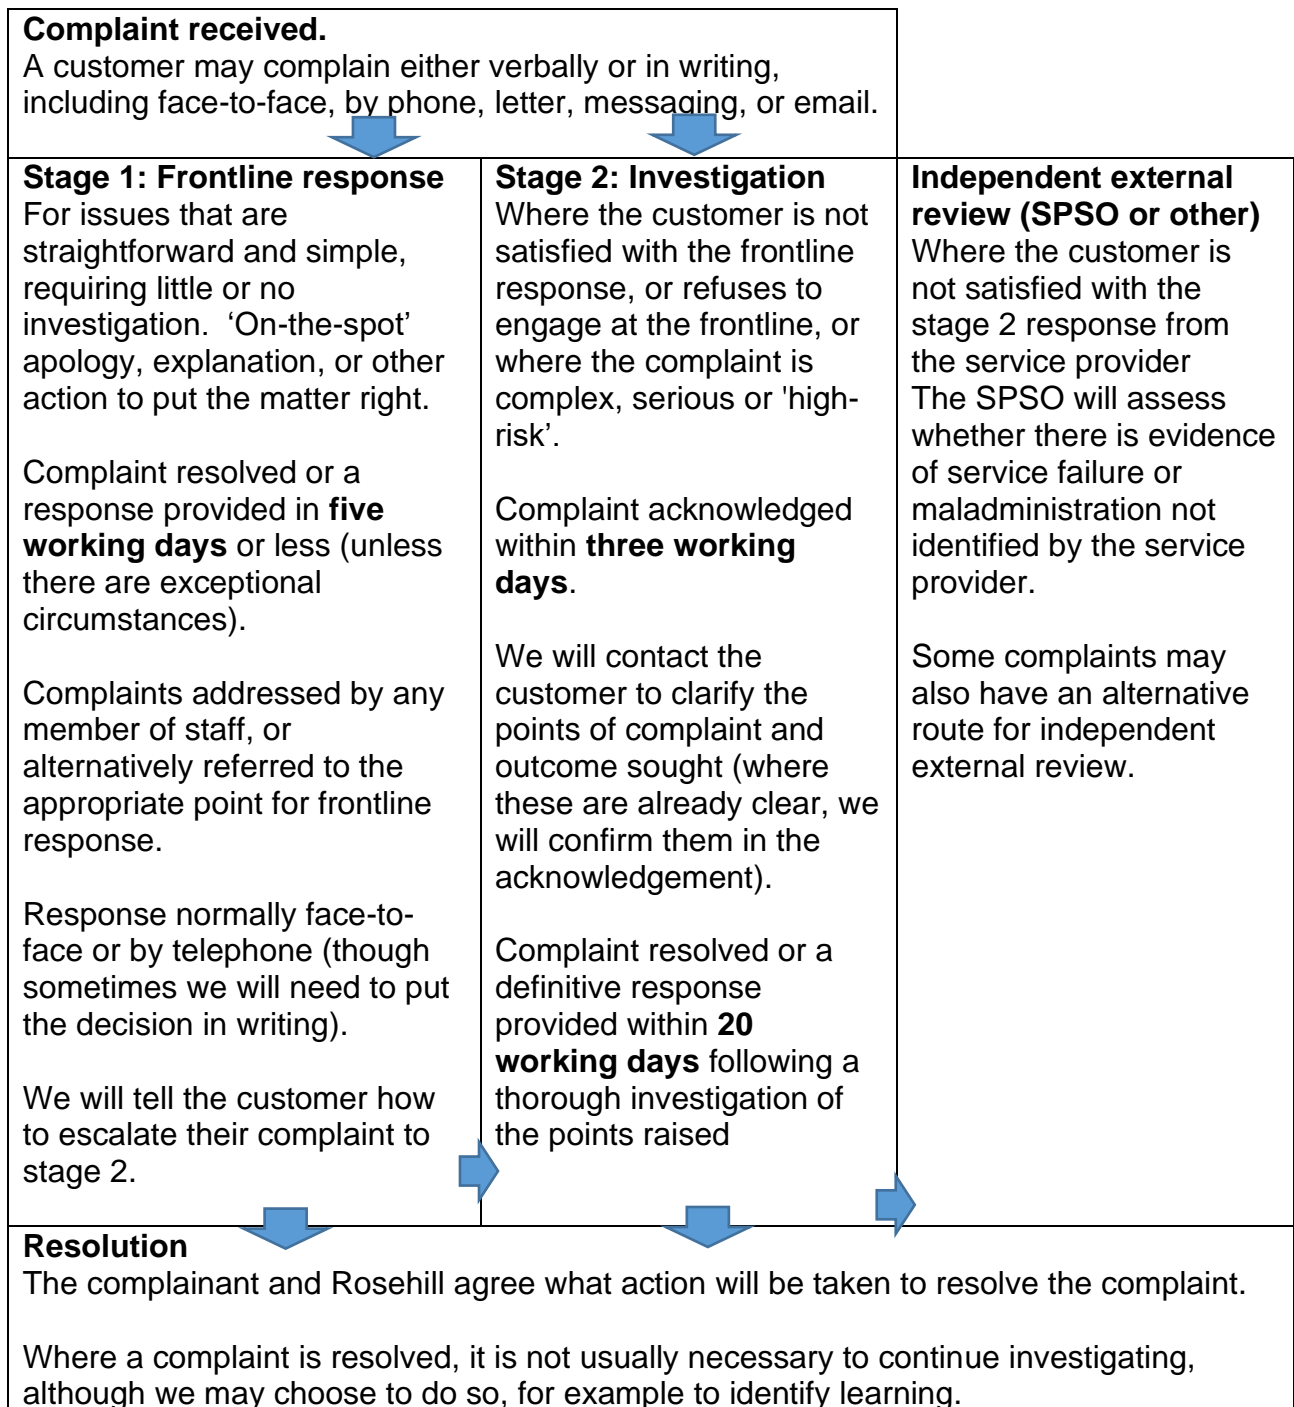 Complaint received.
A customer may complain either verbally or in writing,
including face-to-face, by phone, letter, messaging, or email.
Stage 1: Frontline response
For issues that are
straightforward and simple,
requiring little or no
investigation.  ‘On-the-spot’
apology, explanation, or other
action to put the matter right.
Complaint resolved or a
response provided in five
working days or less (unless
there are exceptional
circumstances).
Complaints addressed by any
member of staff, or
alternatively referred to the
appropriate point for frontline
response.
Response normally face-to-
face or by telephone (though
sometimes we will need to put
the decision in writing).
We will tell the customer how
to escalate their complaint to
stage 2.
Stage 2: Investigation
Where the customer is not
satisfied with the frontline
response, or refuses to
engage at the frontline, or
where the complaint is
complex, serious or 'high-
risk’.
Complaint acknowledged
within three working
days.
We will contact the
customer to clarify the
points of complaint and
outcome sought (where
these are already clear, we
will confirm them in the
acknowledgement).
Complaint resolved or a
definitive response
provided within 20
working days following a
thorough investigation of
the points raised
Independent external
review (SPSO or other)
Where the customer is
not satisfied with the
stage 2 response from
the service provider
The SPSO will assess
whether there is evidence
of service failure or
maladministration not
identified by the service
provider.
Some complaints may
also have an alternative
route for independent
external review.
Resolution
The complainant and Rosehill agree what action will be taken to resolve the complaint.
Where a complaint is resolved, it is not usually necessary to continue investigating,
although we may choose to do so, for example to identify learning.